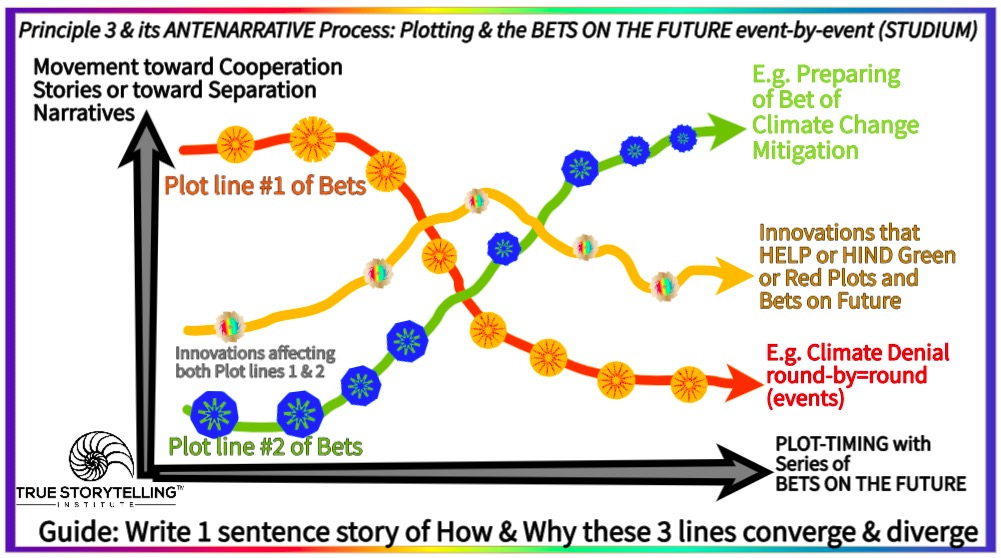 Principle 3 & its ANTENARRATIVE Process: Plotting & the BETS ON THE FUTURE event-by-event (STUDIUM)
Movement toward Cooperation
Stories or toward Separation
Narratives
E.g. Preparing
of Bet of
Climate Change
Mitigation
Plot line #1 of Bets
Innovations that
HELP or HIND Green
or Red Plots and
Bets on Future
Innovations affecting
both Plot lines 1 & 2
E.g. Climate Denial
round-by=round
(events)
Plot line #2 of Bets
PLOT-TIMING with
Series of
BETS ON THE FUTURE
TRUE STORYTELLING™
INSTITUTE
Guide: Write 1 sentence story of How & Why these 3 lines converge & diverge